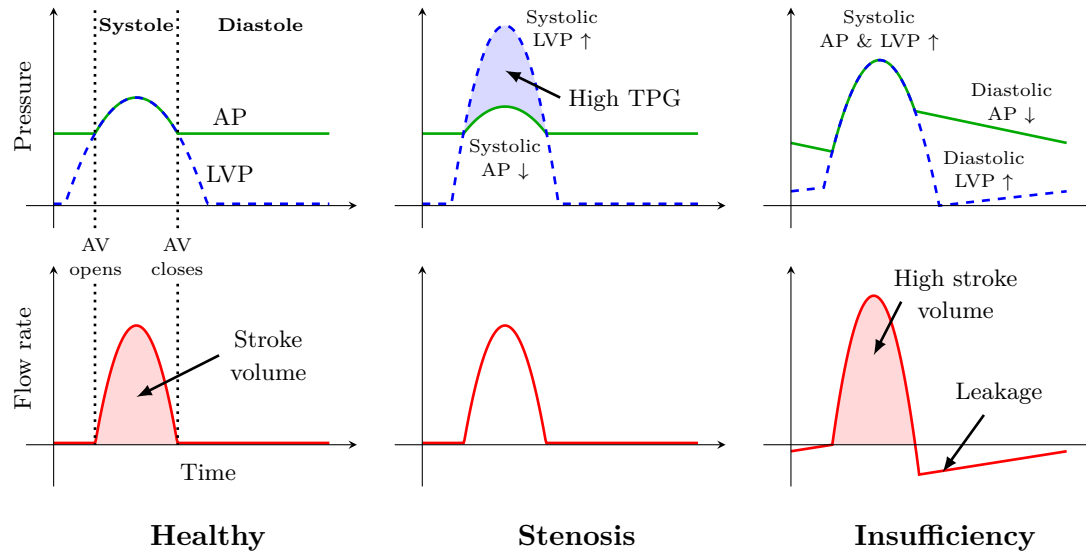 Pressure
Systole
Diastole
AP
LVP
AV
opens
AV
closes
Systolic
LVP ↑
High TPG
Systolic
AP ↓
Systolic
AP & LVP ↑
Diastolic
AP ↓
Diastolic
LVP ↑
Flow rate
Stroke
volume
Time
High stroke
volume
Leakage
Healthy
Stenosis
Insufficiency